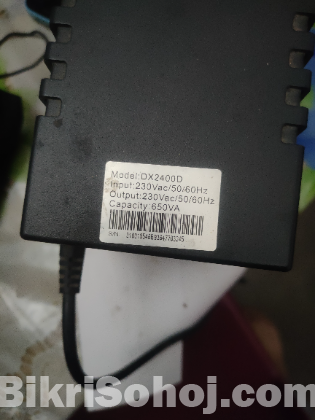 Model:DX2400D
Input:230Vac/50/60Hz
Output:230Vac/50/60Hz
Capacity:650VA
BikriSohoj.com